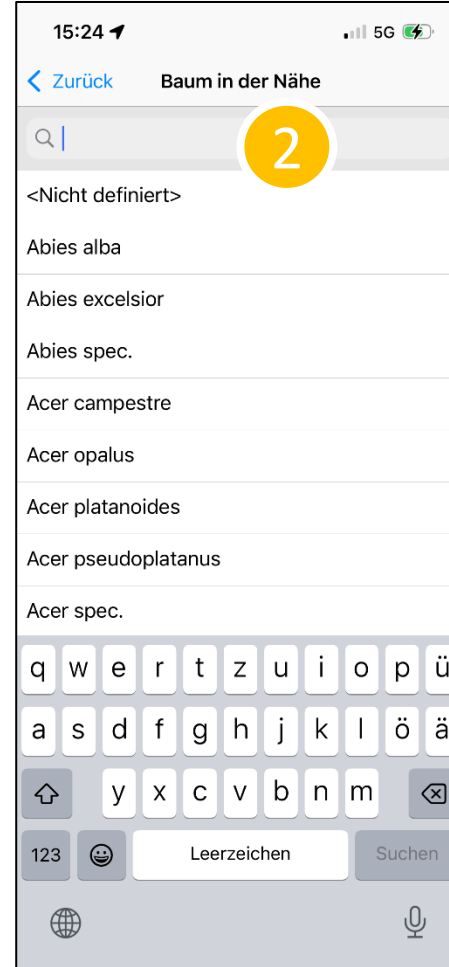 15:24 5G
Zurück Baum in der Nähe
2
<Nicht definiert>
Abies alba
Abies excelsior
Abies spec.
Acer campestre
Acer opalus
Acer platanoides
Acer pseudoplatanus
Acer spec.
q w e r t z u i o p ü
a s d f g h j k l ö ä
y x c v b n m
123 Leerzeichen Suchen